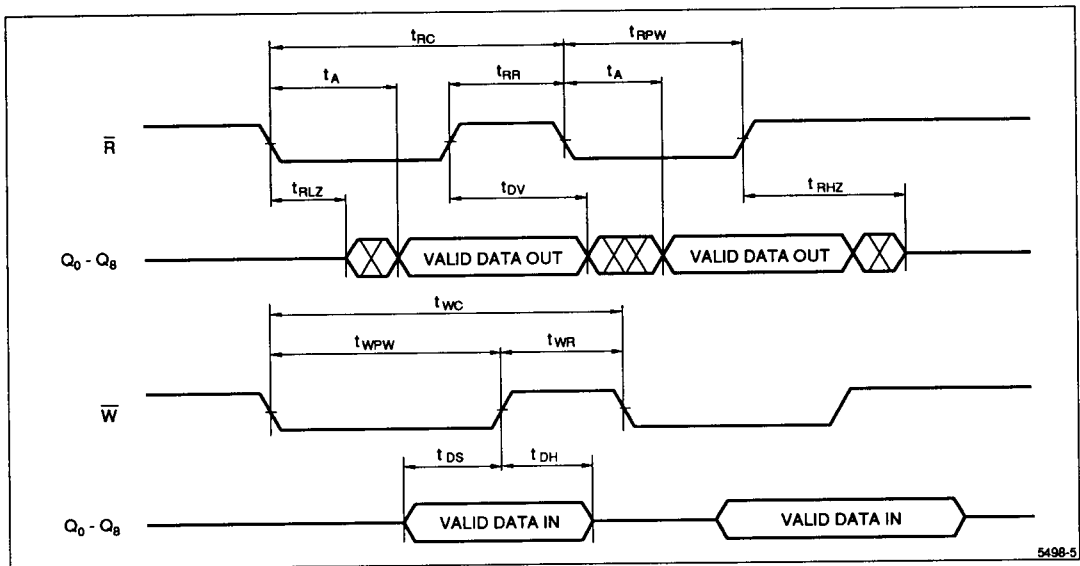 tRC tRPW
tA tRR tA
R̅
tRLZ tDV tRHZ
Q0 - Q8 VALID DATA OUT VALID DATA OUT
tWC
tWPW tWR
W̅
tDS tDH
Q0 - Q8 VALID DATA IN VALID DATA IN
5498-5